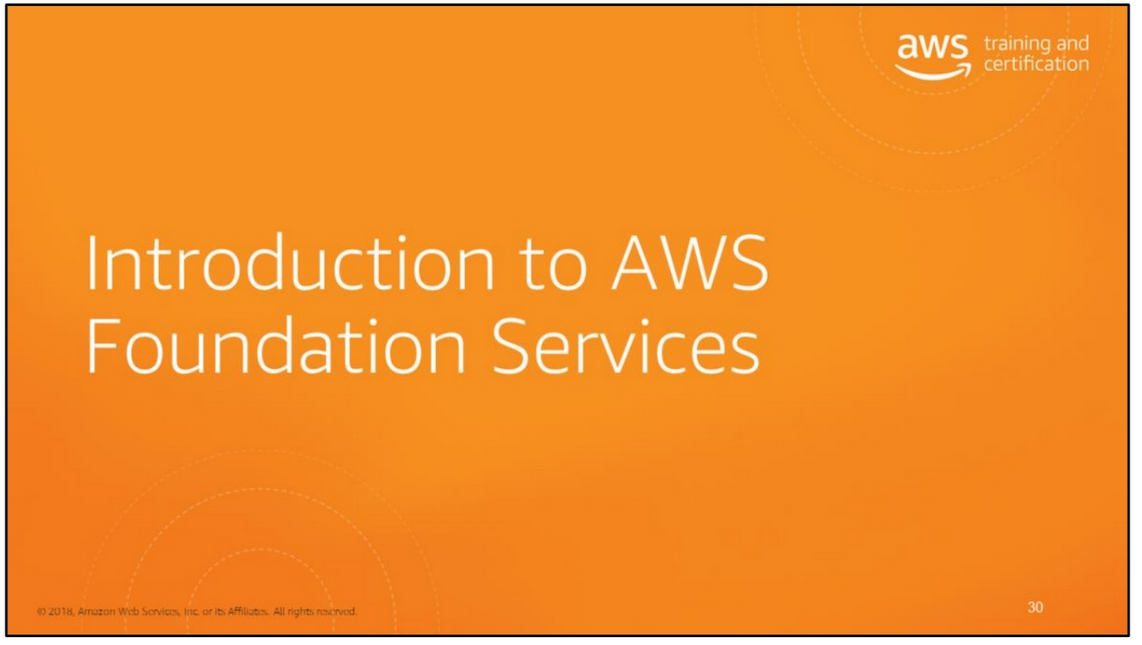 aws training and
certification
Introduction to AWS
Foundation Services
© 2018, Amazon Web Services, Inc. or its Affiliates. All rights reserved.
30